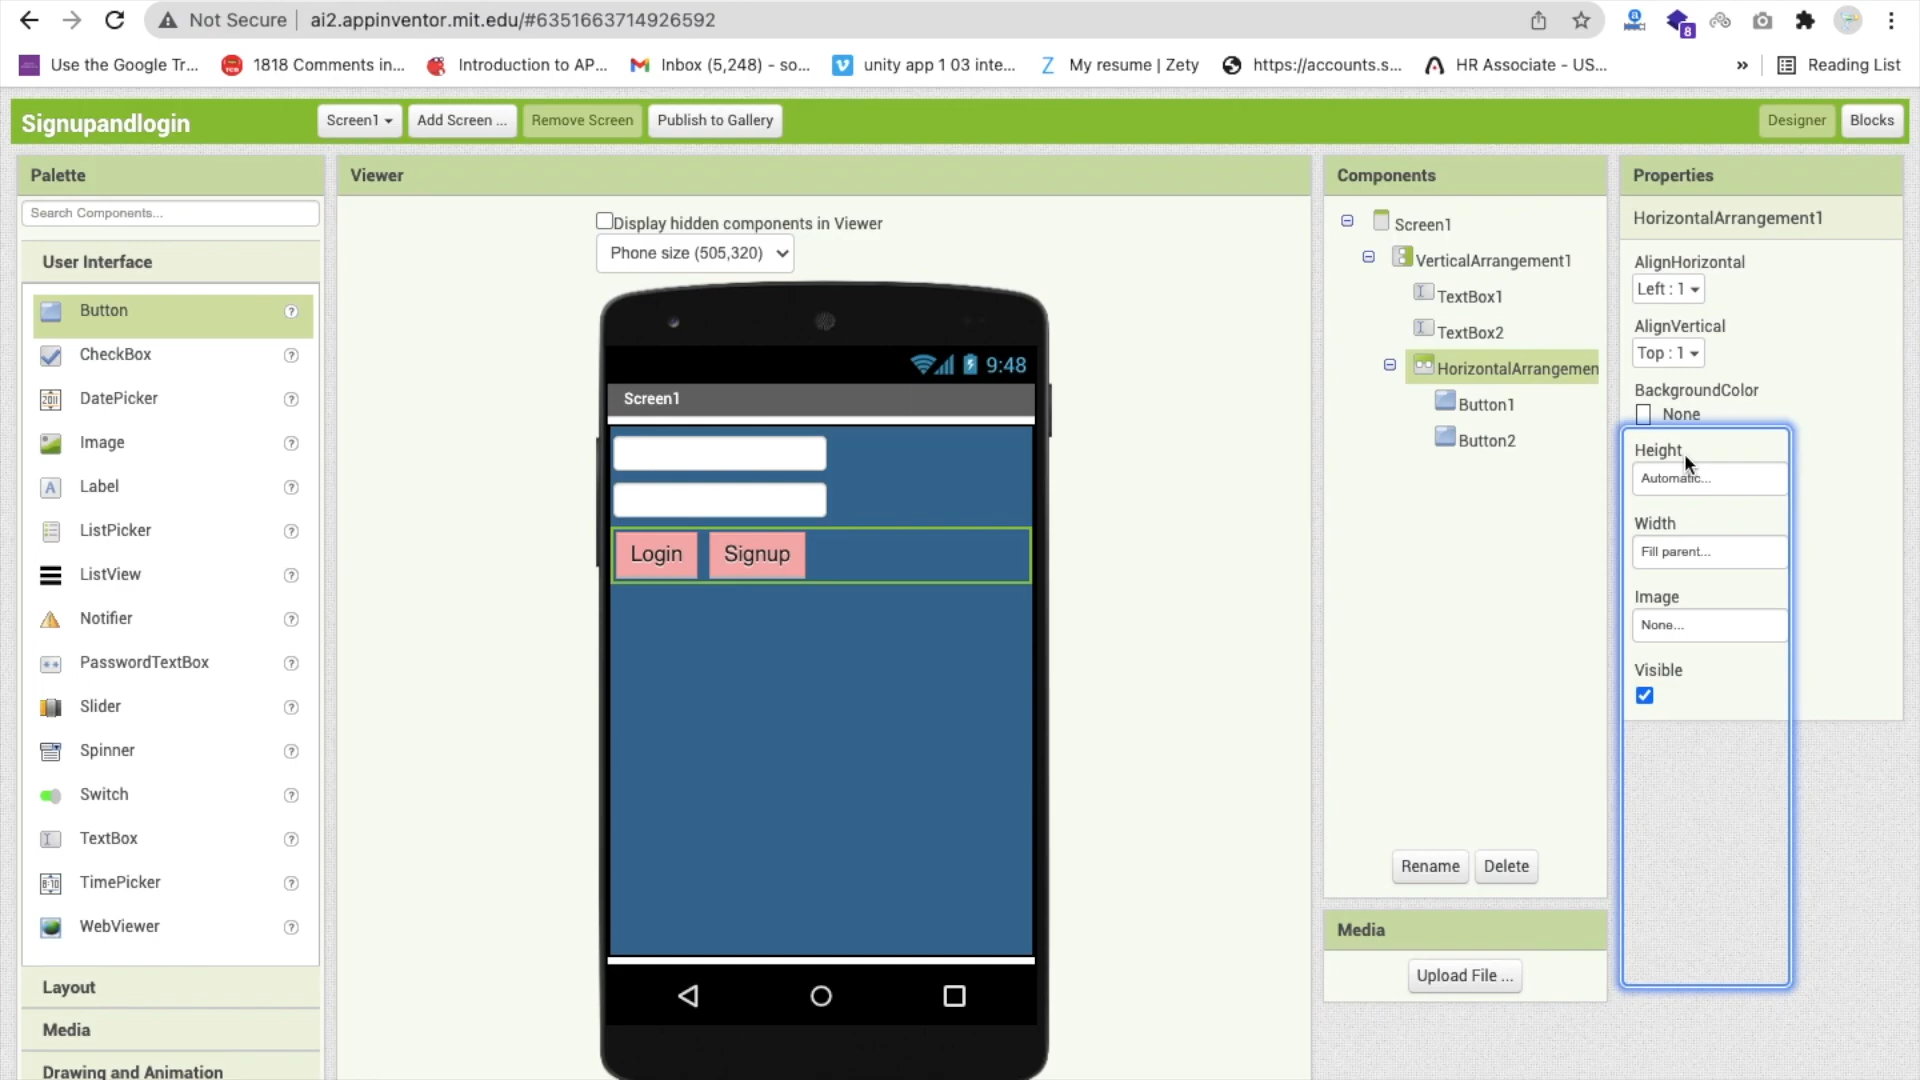 Not Secure | ai2.appinventor.mit.edu/#6351663714926592
8
Use the Google Tr...
1818 Comments in...
Introduction to AP...
Inbox (5,248) - so...
unity app 1 03 inte...
My resume | Zety
https://accounts.s...
HR Associate - US...
»
Reading List
Signupandlogin
Screen1
Add Screen ...
Remove Screen
Publish to Gallery
Designer
Blocks
Palette
Search Components...
User Interface
Button
CheckBox
DatePicker
Image
Label
ListPicker
ListView
Notifier
PasswordTextBox
Slider
Spinner
Switch
TextBox
TimePicker
WebViewer
Layout
Media
Drawing and Animation
Viewer
Display hidden components in Viewer
Phone size (505,320)
9:48
Screen1
Login
Signup
Components
Screen1
VerticalArrangement1
TextBox1
TextBox2
HorizontalArrangemen
Button1
Button2
Rename
Delete
Media
Upload File ...
Properties
HorizontalArrangement1
AlignHorizontal
Left : 1
AlignVertical
Top : 1
BackgroundColor
None
Height
Automatic...
Width
Fill parent...
Image
None...
Visible